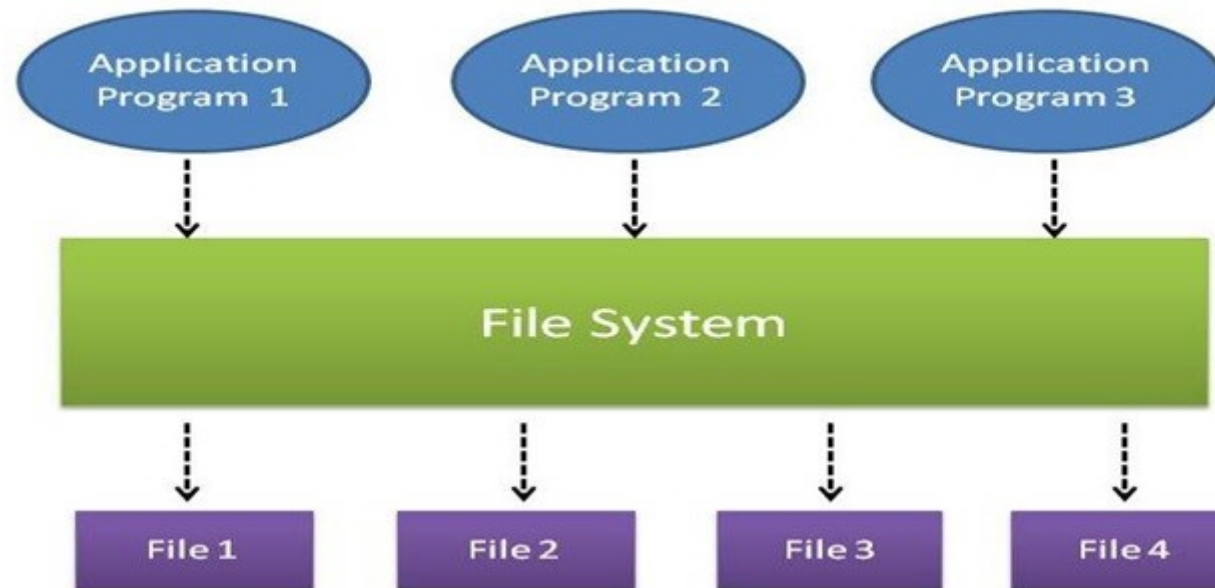 Application
Program 1
Application
Program 2
Application
Program 3
File System
File 1
File 2
File 3
File 4